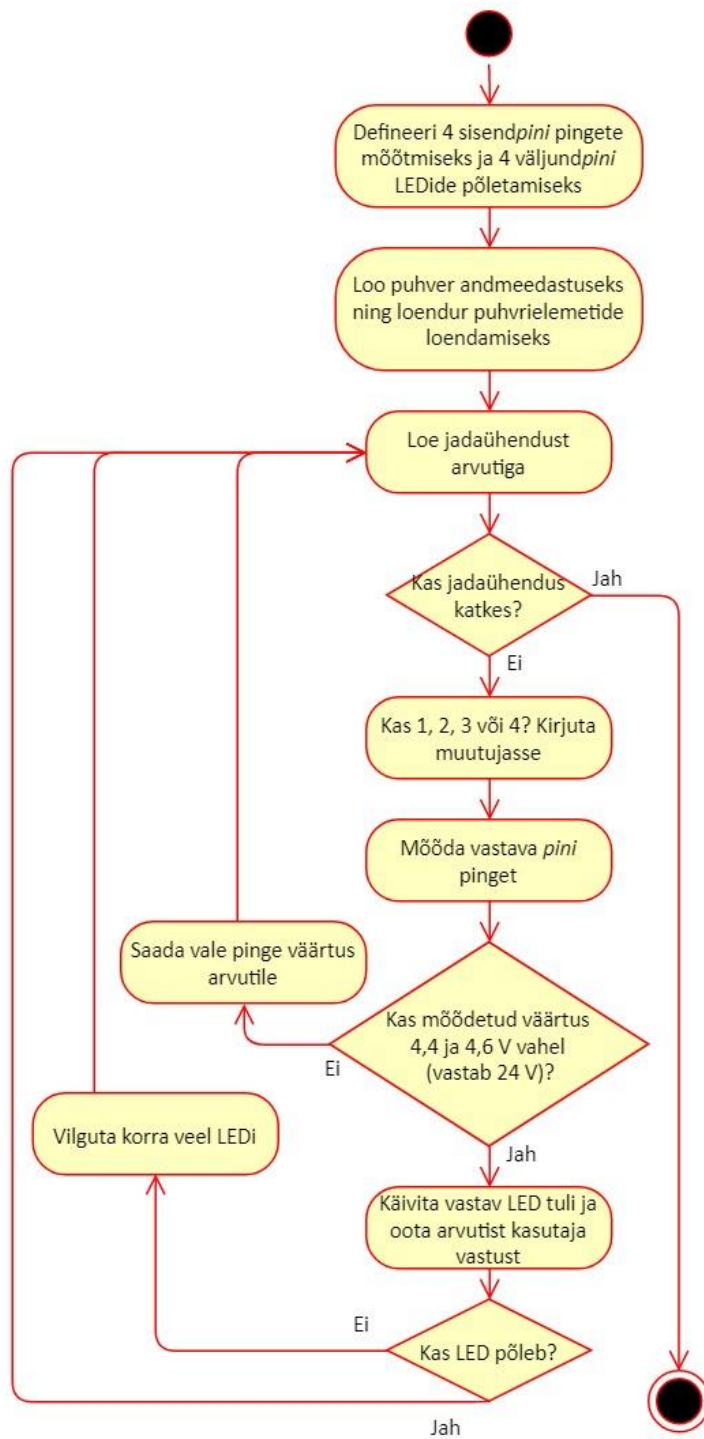 Defineeri 4 sisendpini pingete
mõõtmiseks ja 4 väljundpini
LEDide põletamiseks
Loo puhver andmeedastuseks
ning loendur puhvrielemetide
loendamiseks
Loe jadaühendust
arvutiga
Kas jadaühendus
katkes?
Jah
Ei
Kas 1, 2, 3 või 4? Kirjuta
muutujasse
Mõõda vastava pini
pinget
Saada vale pinge väärtus
arvutile
Kas mõõdetud väärtus
4,4 ja 4,6 V vahel
(vastab 24 V)?
Ei
Jah
Vilguta korra veel LEDi
Käivita vastav LED tuli ja
oota arvutist kasutaja
vastust
Ei
Kas LED põleb?
Jah